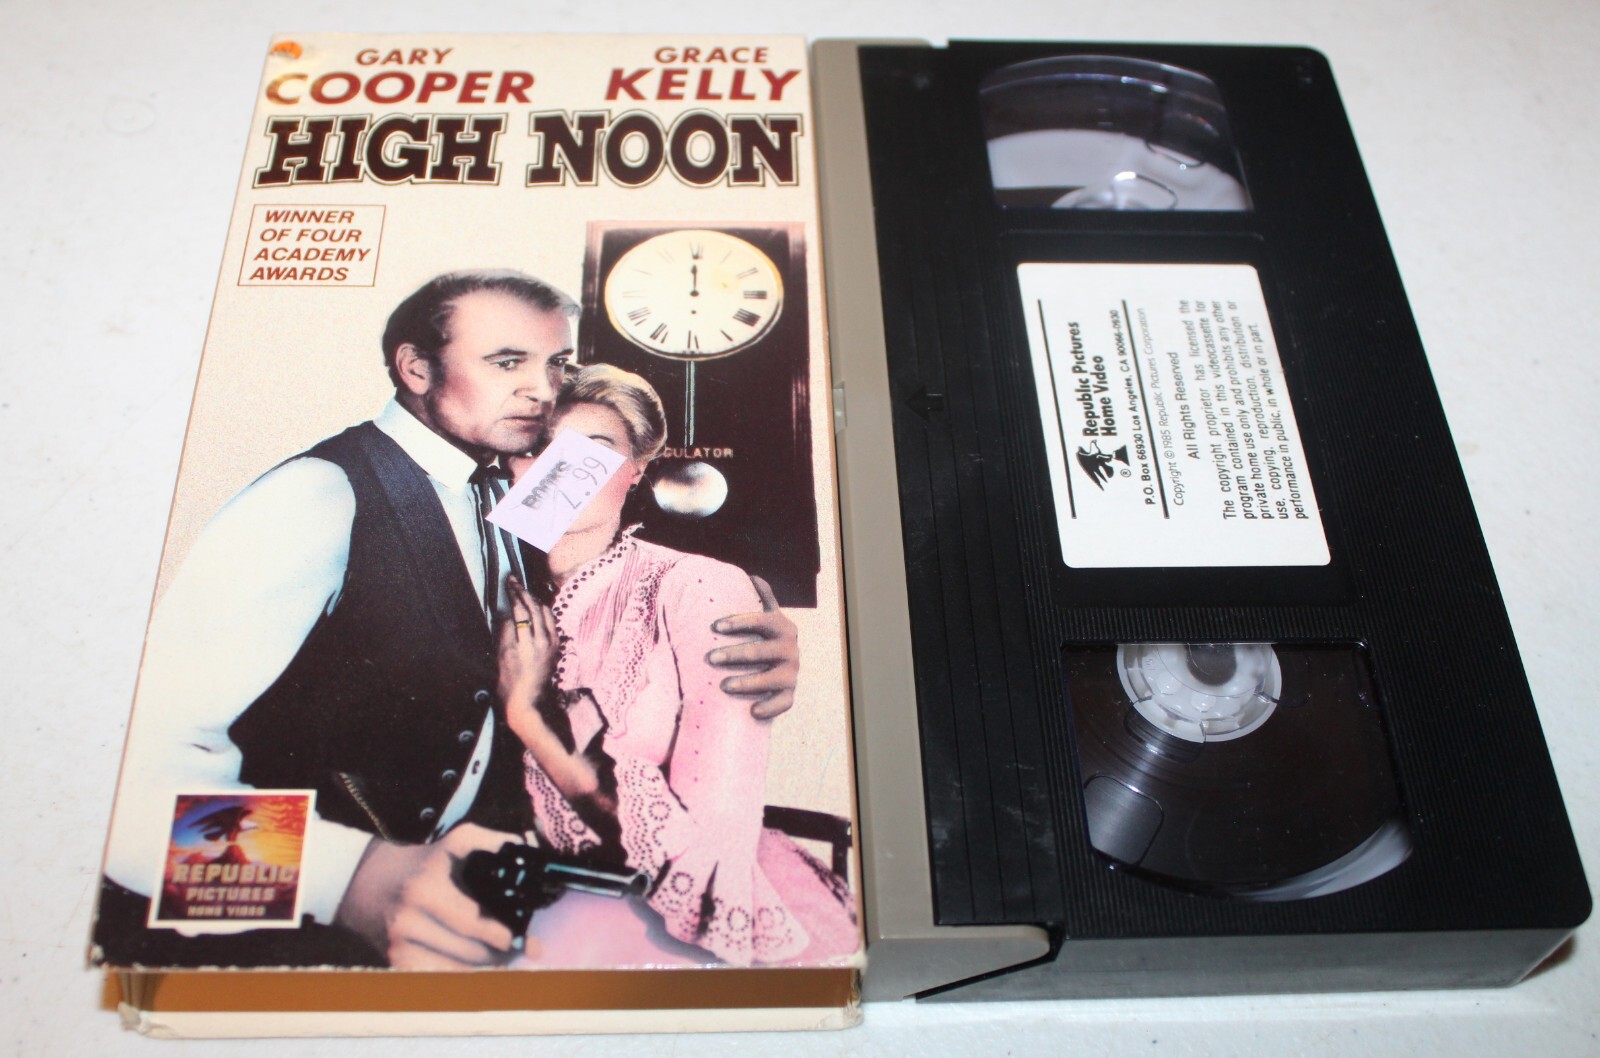 GARY
COOPER
GRACE
KELLY
HIGH NOON
WINNER
OF FOUR
ACADEMY
AWARDS
CULATOR
BOOKS
7.99
REPUBLIC
PICTURES
HOME VIDEO
Republic Pictures
Home Video
®
P.O. Box 66930 Los Angeles, CA 90066-0930
Copyright © 1985 Republic Pictures Corporation
All Rights Reserved
The copyright proprietor has licensed the
program contained in this videocassette for
private home use only and prohibits any other
use, copying, reproduction, distribution or
performance in public, in whole or in part.